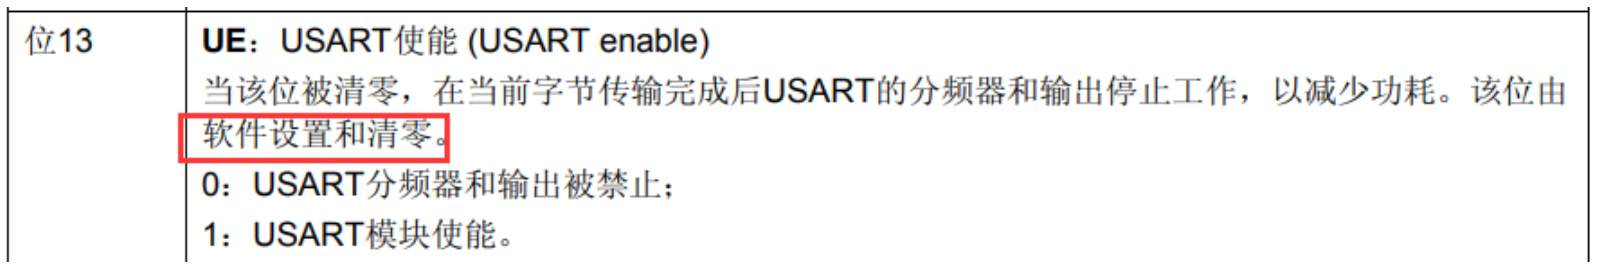 位13
UE：USART使能 (USART enable)
当该位被清零，在当前字节传输完成后USART的分频器和输出停止工作，以减少功耗。该位由
软件设置和清零。
0：USART分频器和输出被禁止；
1：USART模块使能。